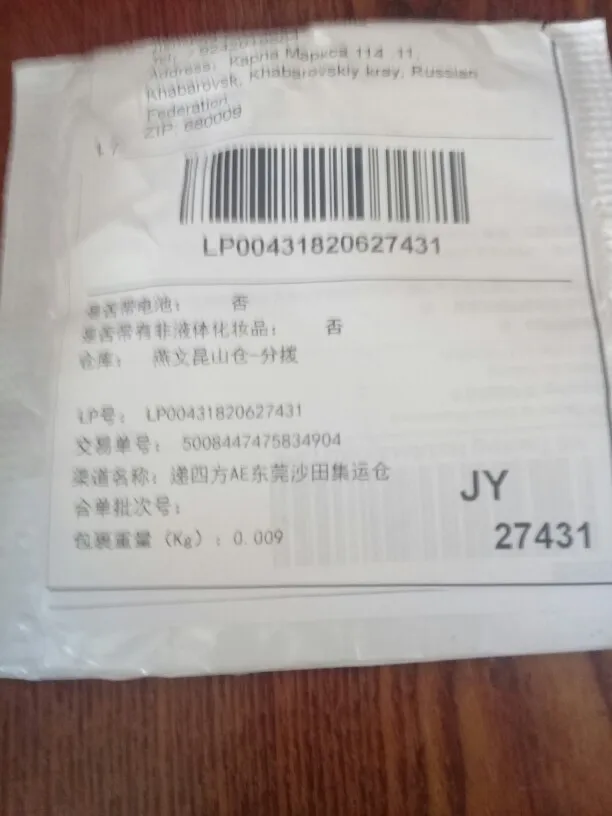 Address: Карла Маркса 114 .11,
Khabarovsk, Khabarovskiy kray, Russian
Federation
ZIP: 680009
LP00431820627431
是否带电池： 否
是否带有非液体化妆品： 否
仓库： 燕文昆山仓-分拨
LP号： LP00431820627431
交易单号： 5008447475834904
渠道名称： 递四方AE东莞沙田集运仓
合单批次号：
包裹重量（Kg）: 0.009
JY
27431